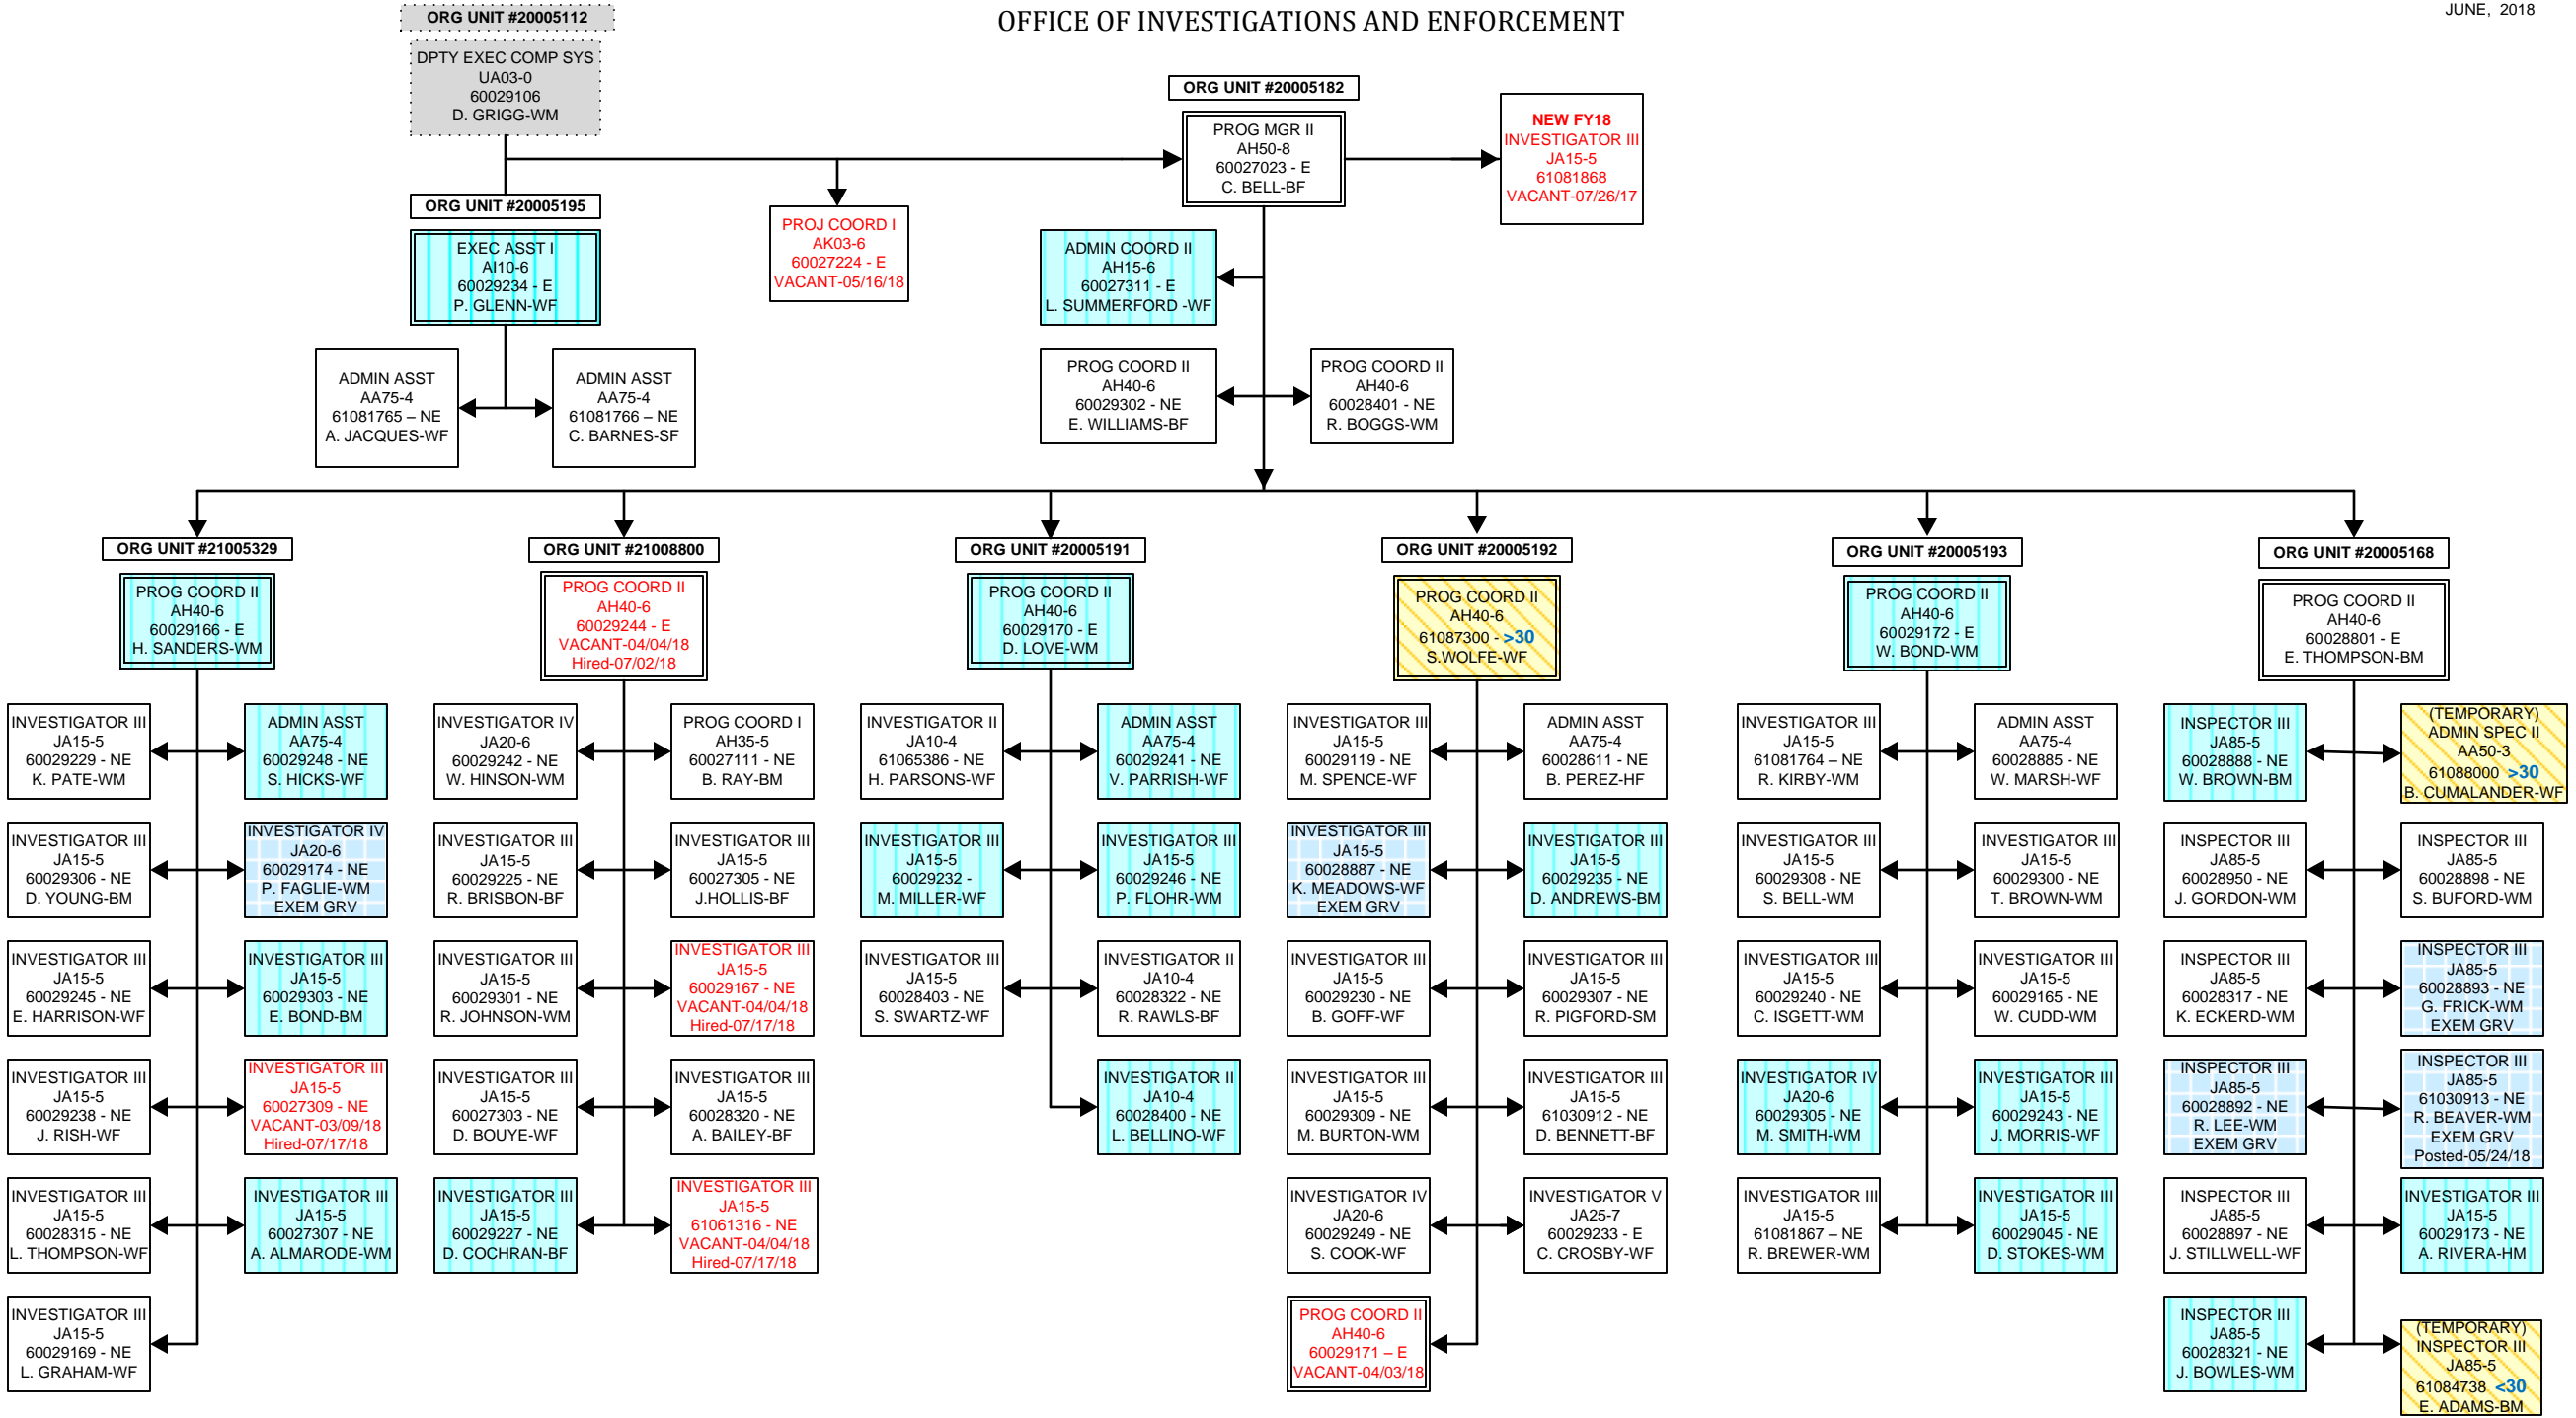 ORG UNIT #20005112
OFFICE OF INVESTIGATIONS AND ENFORCEMENT
JUNE, 2018
DPTY EXEC COMP SYS
UA03-0
60029106
D. GRIGG-WM
ORG UNIT #20005182
PROG MGR II
AH50-8
60027023 - E
C. BELL-BF
NEW FY18
INVESTIGATOR III
JA15-5
61081868
VACANT-07/26/17
ORG UNIT #20005195
EXEC ASST I
AI10-6
60029234 - E
P. GLENN-WF
PROJ COORD I
AK03-6
60027224 - E
VACANT-05/16/18
ADMIN COORD II
AH15-6
60027311 - E
L. SUMMERFORD -WF
ADMIN ASST
AA75-4
61081765 – NE
A. JACQUES-WF
ADMIN ASST
AA75-4
61081766 – NE
C. BARNES-SF
PROG COORD II
AH40-6
60029302 - NE
E. WILLIAMS-BF
PROG COORD II
AH40-6
60028401 - NE
R. BOGGS-WM
ORG UNIT #21005329
PROG COORD II
AH40-6
60029166 - E
H. SANDERS-WM
INVESTIGATOR III
JA15-5
60029229 - NE
K. PATE-WM
ADMIN ASST
AA75-4
60029248 - NE
S. HICKS-WF
INVESTIGATOR III
JA15-5
60029306 - NE
D. YOUNG-BM
INVESTIGATOR IV
JA20-6
60029174 - NE
P. FAGLIE-WM
EXEM GRV
INVESTIGATOR III
JA15-5
60029245 - NE
E. HARRISON-WF
INVESTIGATOR III
JA15-5
60029303 - NE
E. BOND-BM
INVESTIGATOR III
JA15-5
60029238 - NE
J. RISH-WF
INVESTIGATOR III
JA15-5
60027309 - NE
VACANT-03/09/18
Hired-07/17/18
INVESTIGATOR III
JA15-5
60028315 - NE
L. THOMPSON-WF
INVESTIGATOR III
JA15-5
60027307 - NE
A. ALMARODE-WM
INVESTIGATOR III
JA15-5
60029169 - NE
L. GRAHAM-WF
ORG UNIT #21008800
PROG COORD II
AH40-6
60029244 - E
VACANT-04/04/18
Hired-07/02/18
INVESTIGATOR IV
JA20-6
60029242 - NE
W. HINSON-WM
PROG COORD I
AH35-5
60027111 - NE
B. RAY-BM
INVESTIGATOR III
JA15-5
60029225 - NE
R. BRISBON-BF
INVESTIGATOR III
JA15-5
60027305 - NE
J.HOLLIS-BF
INVESTIGATOR III
JA15-5
60029301 - NE
R. JOHNSON-WM
INVESTIGATOR III
JA15-5
60029167 - NE
VACANT-04/04/18
Hired-07/17/18
INVESTIGATOR III
JA15-5
60027303 - NE
D. BOUYE-WF
INVESTIGATOR III
JA15-5
60028320 - NE
A. BAILEY-BF
INVESTIGATOR III
JA15-5
60029227 - NE
D. COCHRAN-BF
INVESTIGATOR III
JA15-5
61061316 - NE
VACANT-04/04/18
Hired-07/17/18
ORG UNIT #20005191
PROG COORD II
AH40-6
60029170 - E
D. LOVE-WM
INVESTIGATOR II
JA10-4
61065386 - NE
H. PARSONS-WF
ADMIN ASST
AA75-4
60029241 - NE
V. PARRISH-WF
INVESTIGATOR III
JA15-5
60029232 -
M. MILLER-WF
INVESTIGATOR III
JA15-5
60029246 - NE
P. FLOHR-WM
INVESTIGATOR III
JA15-5
60028403 - NE
S. SWARTZ-WF
INVESTIGATOR II
JA10-4
60028322 - NE
R. RAWLS-BF
INVESTIGATOR II
JA10-4
60028400 - NE
L. BELLINO-WF
ORG UNIT #20005192
PROG COORD II
AH40-6
61087300 - >30
S.WOLFE-WF
INVESTIGATOR III
JA15-5
60029119 - NE
M. SPENCE-WF
ADMIN ASST
AA75-4
60028611 - NE
B. PEREZ-HF
INVESTIGATOR III
JA15-5
60028887 - NE
K. MEADOWS-WF
EXEM GRV
INVESTIGATOR III
JA15-5
60029235 - NE
D. ANDREWS-BM
INVESTIGATOR III
JA15-5
60029230 - NE
B. GOFF-WF
INVESTIGATOR III
JA15-5
60029307 - NE
R. PIGFORD-SM
INVESTIGATOR III
JA15-5
60029309 - NE
M. BURTON-WM
INVESTIGATOR III
JA15-5
61030912 - NE
D. BENNETT-BF
INVESTIGATOR IV
JA20-6
60029249 - NE
S. COOK-WF
INVESTIGATOR V
JA25-7
60029233 - E
C. CROSBY-WF
PROG COORD II
AH40-6
60029171 – E
VACANT-04/03/18
ORG UNIT #20005193
PROG COORD II
AH40-6
60029172 - E
W. BOND-WM
INVESTIGATOR III
JA15-5
61081764 – NE
R. KIRBY-WM
ADMIN ASST
AA75-4
60028885 - NE
W. MARSH-WF
INVESTIGATOR III
JA15-5
60029308 - NE
S. BELL-WM
INVESTIGATOR III
JA15-5
60029300 - NE
T. BROWN-WM
INVESTIGATOR III
JA15-5
60029240 - NE
C. ISGETT-WM
INVESTIGATOR III
JA15-5
60029165 - NE
W. CUDD-WM
INVESTIGATOR IV
JA20-6
60029305 - NE
M. SMITH-WM
INVESTIGATOR III
JA15-5
60029243 - NE
J. MORRIS-WF
INVESTIGATOR III
JA15-5
61081867 – NE
R. BREWER-WM
INVESTIGATOR III
JA15-5
60029045 - NE
D. STOKES-WM
ORG UNIT #20005168
PROG COORD II
AH40-6
60028801 - E
E. THOMPSON-BM
INSPECTOR III
JA85-5
60028888 - NE
W. BROWN-BM
(TEMPORARY)
ADMIN SPEC II
AA50-3
61088000 >30
B. CUMALANDER-WF
INSPECTOR III
JA85-5
60028950 - NE
J. GORDON-WM
INSPECTOR III
JA85-5
60028898 - NE
S. BUFORD-WM
INSPECTOR III
JA85-5
60028317 - NE
K. ECKERD-WM
INSPECTOR III
JA85-5
60028893 - NE
G. FRICK-WM
EXEM GRV
INSPECTOR III
JA85-5
60028892 - NE
R. LEE-WM
EXEM GRV
INSPECTOR III
JA85-5
61030913 - NE
R. BEAVER-WM
EXEM GRV
Posted-05/24/18
INSPECTOR III
JA85-5
60028897 - NE
J. STILLWELL-WF
INVESTIGATOR III
JA15-5
60029173 - NE
A. RIVERA-HM
INSPECTOR III
JA85-5
60028321 - NE
J. BOWLES-WM
(TEMPORARY)
INSPECTOR III
JA85-5
61084738 <30
E. ADAMS-BM